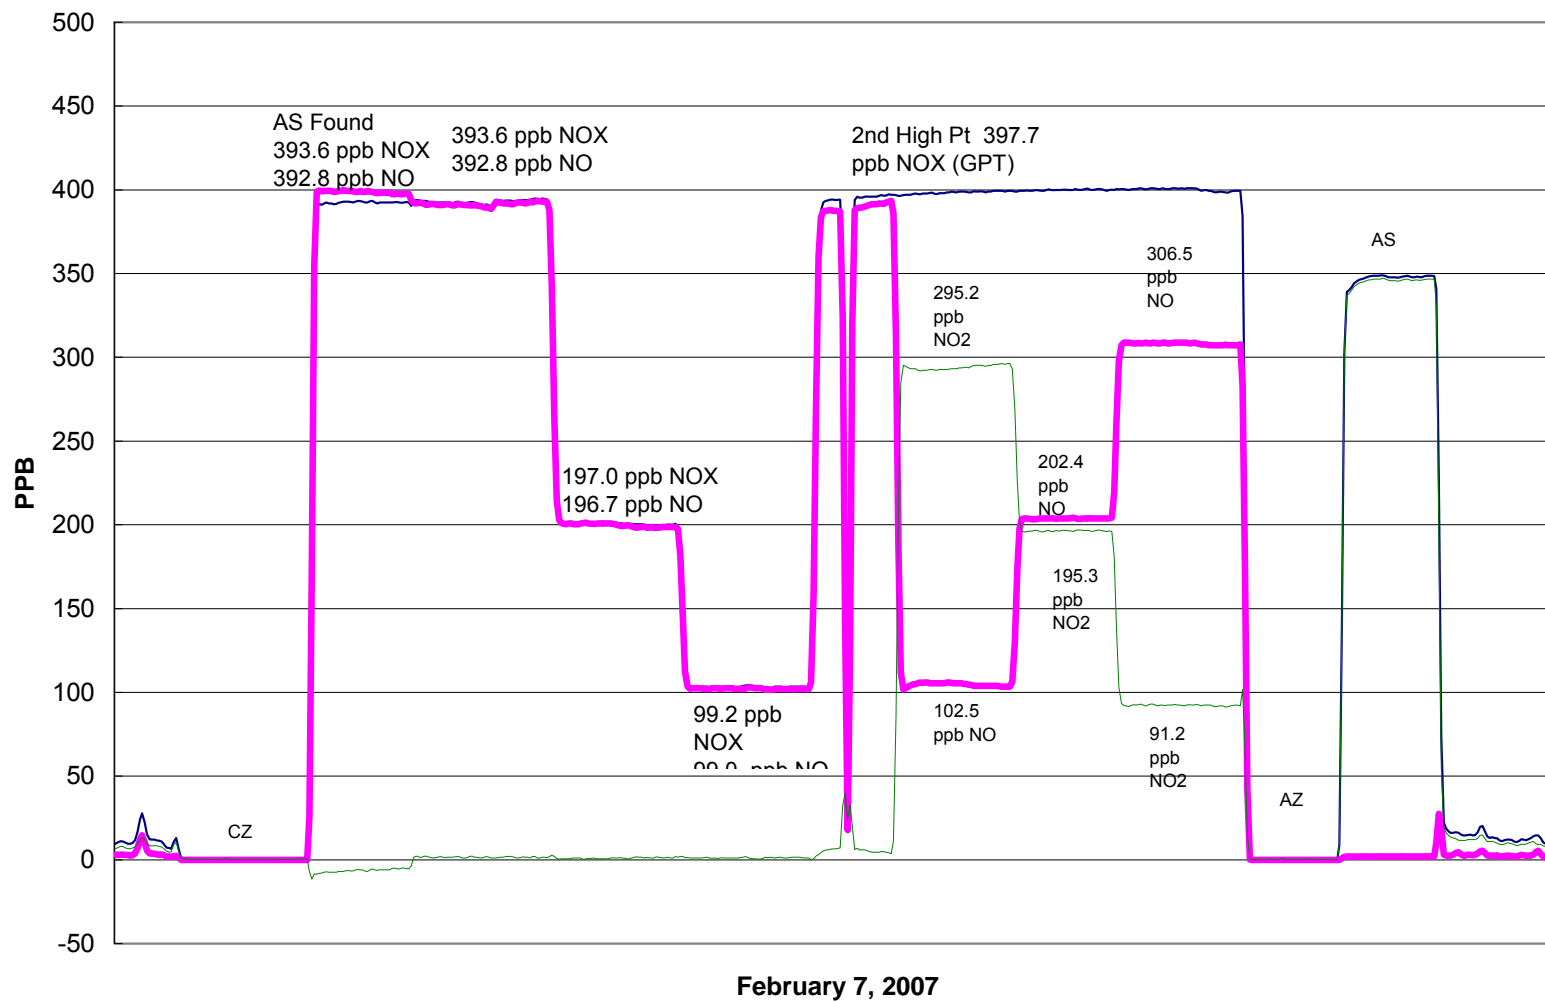 500
450
400
350
300
250
200
150
100
50
0
-50
PPB
AS Found
393.6 ppb NOX
392.8 ppb NO
393.6 ppb NOX
392.8 ppb NO
2nd High Pt 397.7
ppb NOX (GPT)
197.0 ppb NOX
196.7 ppb NO
99.2 ppb
NOX
99.0 ppb NO
295.2
ppb
NO2
102.5
ppb NO
202.4
ppb
NO
195.3
ppb
NO2
306.5
ppb
NO
91.2
ppb
NO2
AS
CZ
AZ
February 7, 2007